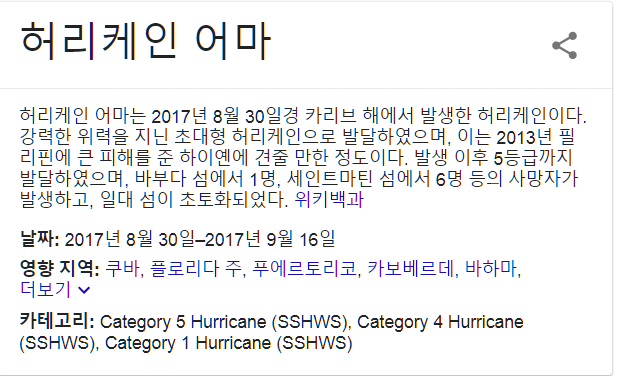 허리케인 어마
허리케인 어마는 2017년 8월 30일경 카리브 해에서 발생한 허리케인이다.
강력한 위력을 지닌 초대형 허리케인으로 발달하였으며, 이는 2013년 필
리핀에 큰 피해를 준 하이옌에 견줄 만한 정도이다. 발생 이후 5등급까지
발달하였으며, 바부다 섬에서 1명, 세인트마틴 섬에서 6명 등의 사망자가
발생하고, 일대 섬이 초토화되었다. 위키백과
날짜: 2017년 8월 30일–2017년 9월 16일
영향 지역: 쿠바, 플로리다 주, 푸에르토리코, 카보베르데, 바하마,
더보기
카테고리: Category 5 Hurricane (SSHWS), Category 4 Hurricane
(SSHWS), Category 1 Hurricane (SSHWS)